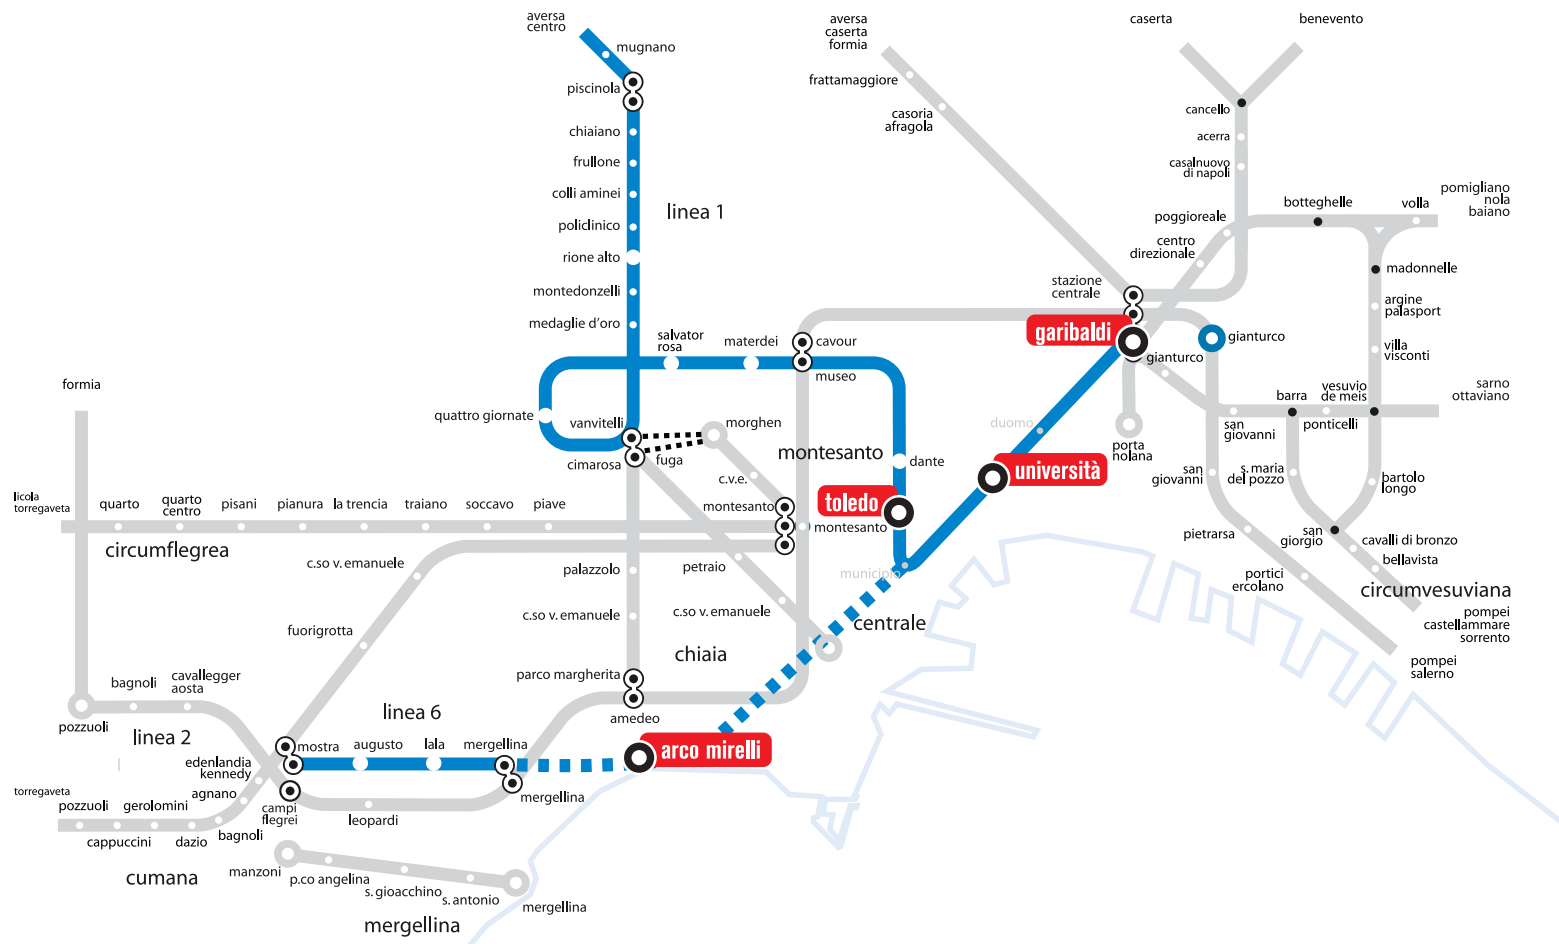 aversa
centro
mugnano
piscinola
chiaiano
frullone
colli aminei
policlinico
rione alto
montedonzelli
medaglie d'oro
linea 1
aversa
caserta
formia
frattamaggiore
casoria
afragola
caserta
benevento
cancello
acerra
casalnuovo
di napoli
poggioreale
centro
direzionale
botteghelle
volla
pomigliano
nola
baiano
madonnelle
argine
palasport
villa
visconti
stazione
centrale
garibaldi
gianturco
gianturco
salvator
rosa
materdei
cavour
museo
quattro giornate
vanvitelli
cimarosa
fuga
morghen
c.v.e.
montesanto
dante
duomo
università
toledo
municipio
porta
nolana
san
giovanni
barra
vesuvio
de meis
ponticelli
sarno
ottaviano
san
giovanni
s. maria
del pozzo
bartolo
longo
pietrarsa
san
giorgio
cavalli di bronzo
bellavista
portici
ercolano
circumvesuviana
pompei
castellammare
sorrento
pompei
salerno
formia
licola
torregaveta
quarto
quarto
centro
pisani
pianura
la trencia
traiano
soccavo
piave
montesanto
montesanto
circumflegrea
c.so v. emanuele
palazzolo
petraio
c.so v. emanuele
c.so v. emanuele
centrale
fuorigrotta
chiaia
parco margherita
amedeo
bagnoli
cavallegger
aosta
pozzuoli
linea 2
linea 6
edenlandia
kennedy
mostra
augusto
lala
mergellina
arco mirelli
agnano
campi
flegrei
leopardi
mergellina
torregaveta
pozzuoli
gerolomini
cappuccini
dazio
bagnoli
cumana
manzoni
p.co angelina
s. gioacchino
s. antonio
mergellina
mergellina